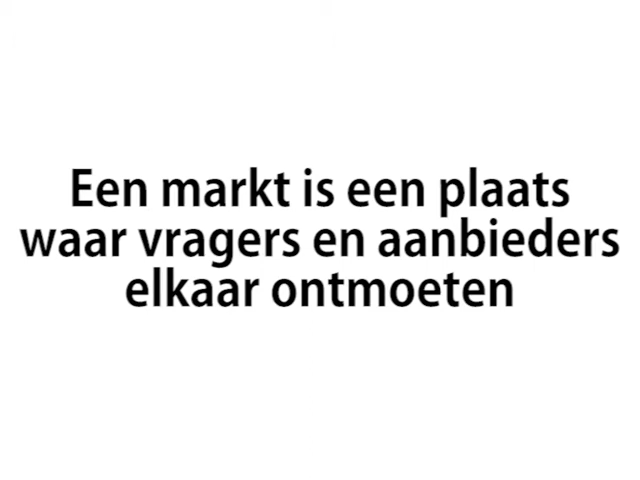 Een markt is een plaats
waar vragers en aanbieders
elkaar ontmoeten